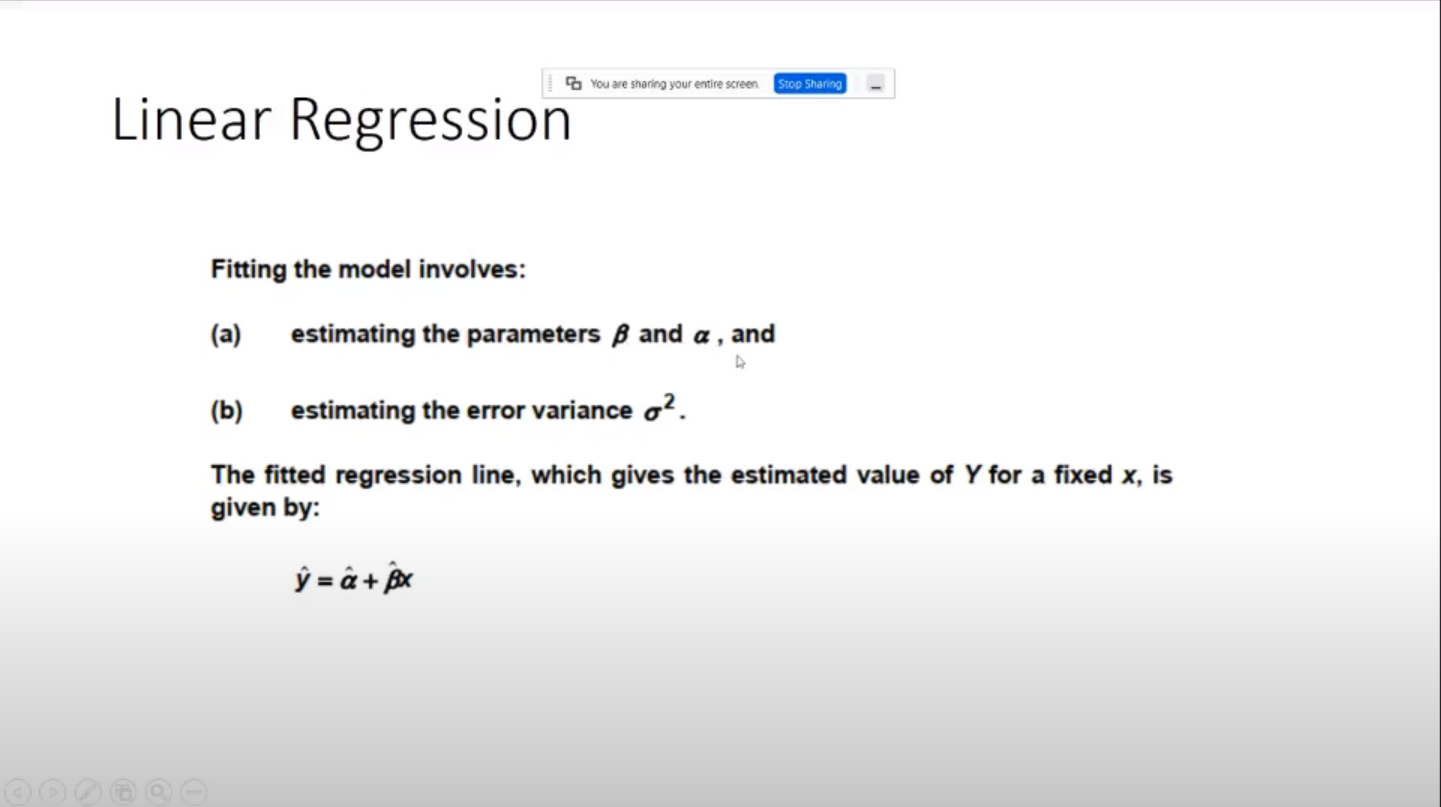 You are sharing your entire screen. Stop Sharing
Linear Regression
Fitting the model involves:
(a) estimating the parameters β and α , and
(b) estimating the error variance σ².
The fitted regression line, which gives the estimated value of Y for a fixed x, is
given by:
ŷ = α̂ + β̂x